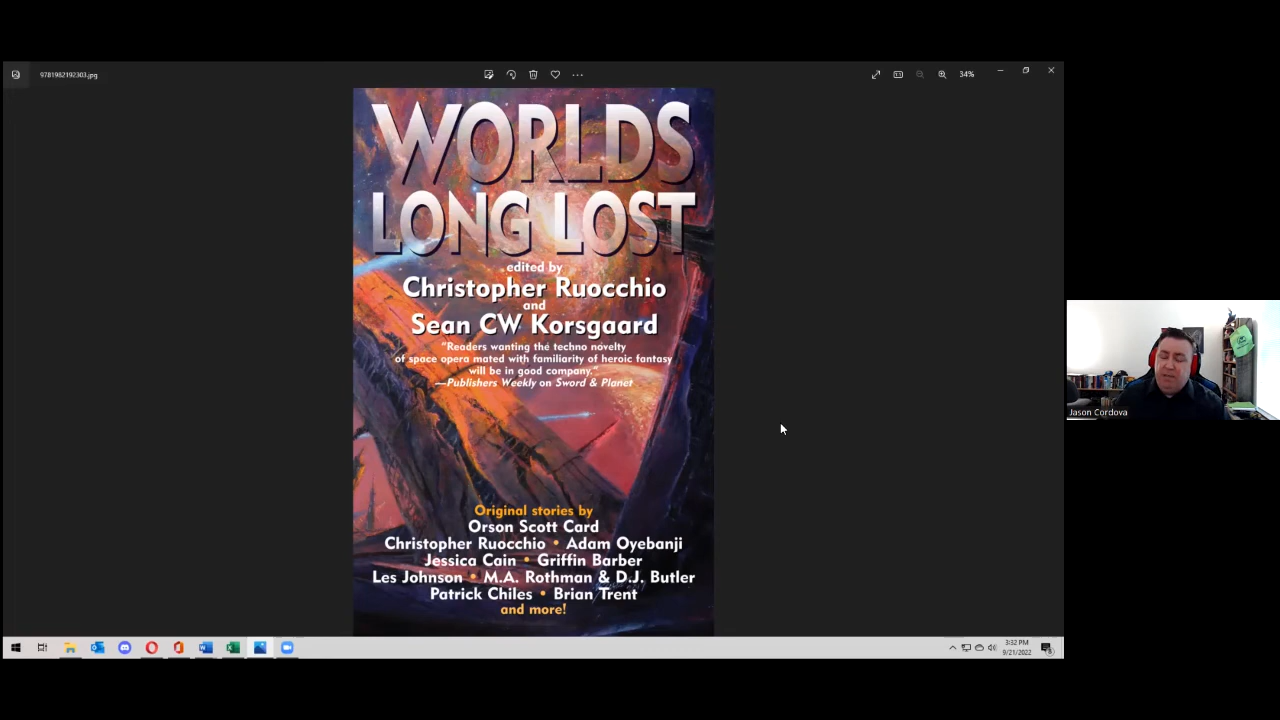 9781982192303.jpg
34%
WORLDS
LONG LOST
edited by
Christopher Ruocchio
and
Sean CW Korsgaard
"Readers wanting the techno novelty
of space opera mated with familiarity of heroic fantasy
will be in good company."
—Publishers Weekly on Sword & Planet
Original stories by
Orson Scott Card
Christopher Ruocchio • Adam Oyebanji
Jessica Cain • Griffin Barber
Les Johnson • M.A. Rothman & D.J. Butler
Patrick Chiles • Brian Trent
and more!
Jason Cordova
3:32 PM
9/21/2022